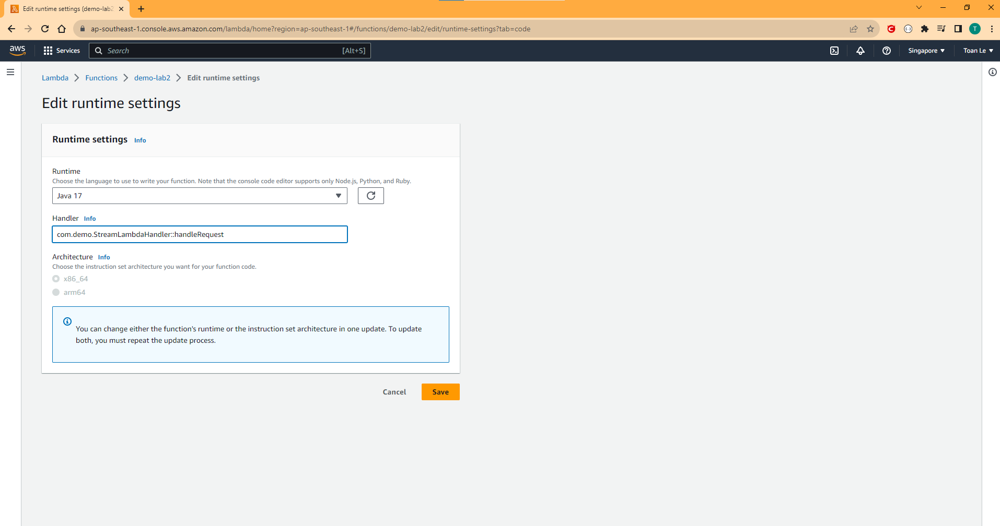 Edit runtime settings (demo-lab2
ap-southeast-1.console.aws.amazon.com/lambda/home?region=ap-southeast-1#/functions/demo-lab2/edit/runtime-settings?tab=code
T
aws
Services
Search
[Alt+S]
Singapore
Toan Le
Lambda
Functions
demo-lab2
Edit runtime settings
Edit runtime settings
Runtime settings Info
Runtime
Choose the language to use to write your function. Note that the console code editor supports only Node.js, Python, and Ruby.
Java 17
Handler Info
com.demo.StreamLambdaHandler::handleRequest
Architecture Info
Choose the instruction set architecture you want for your function code.
x86_64
arm64
You can change either the function's runtime or the instruction set architecture in one update. To update
both, you must repeat the update process.
Cancel
Save